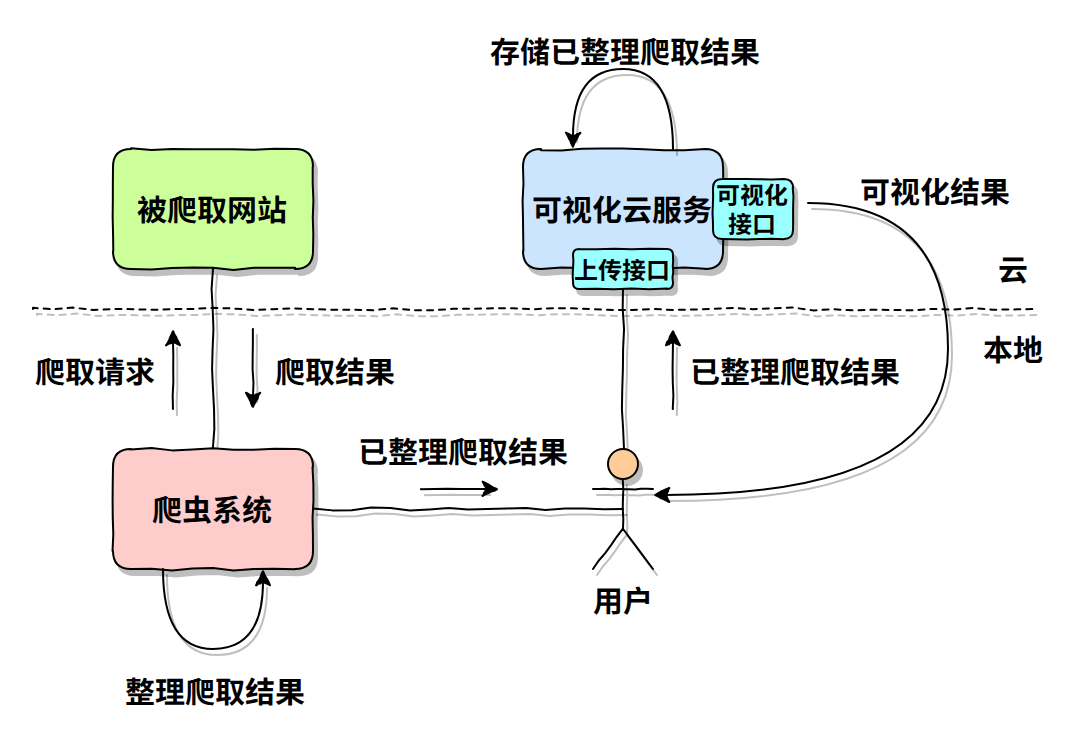 存储已整理爬取结果
被爬取网站
可视化云服务
可视化
接口
可视化结果
上传接口
云
本地
爬取请求
爬取结果
已整理爬取结果
已整理爬取结果
爬虫系统
用户
整理爬取结果